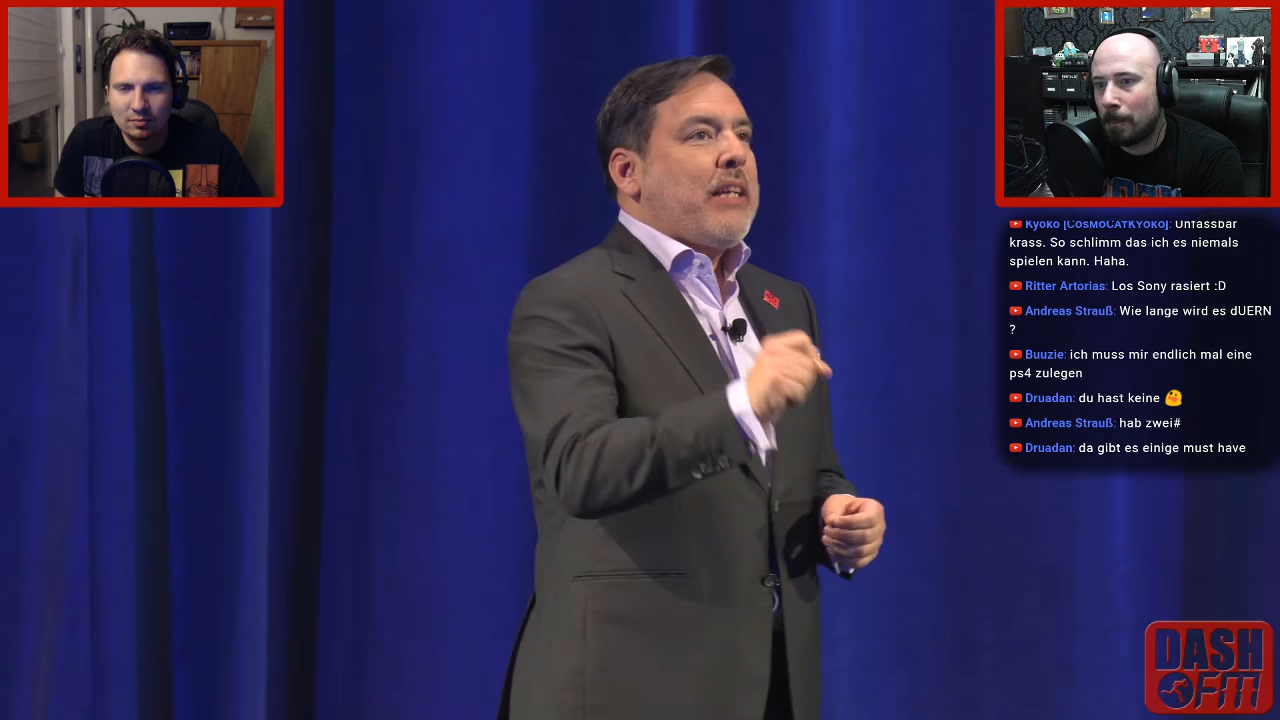 Kyoko [CosMoCatKyoko]: Unfassbar
krass. So schlimm das ich es niemals
spielen kann. Haha.
Ritter Artorias: Los Sony rasiert :D
Andreas Strauß: Wie lange wird es dUERN
?
Buuzie: ich muss mir endlich mal eine
ps4 zulegen
Druadan: du hast keine
Andreas Strauß: hab zwei#
Druadan: da gibt es einige must have
DASH
FM